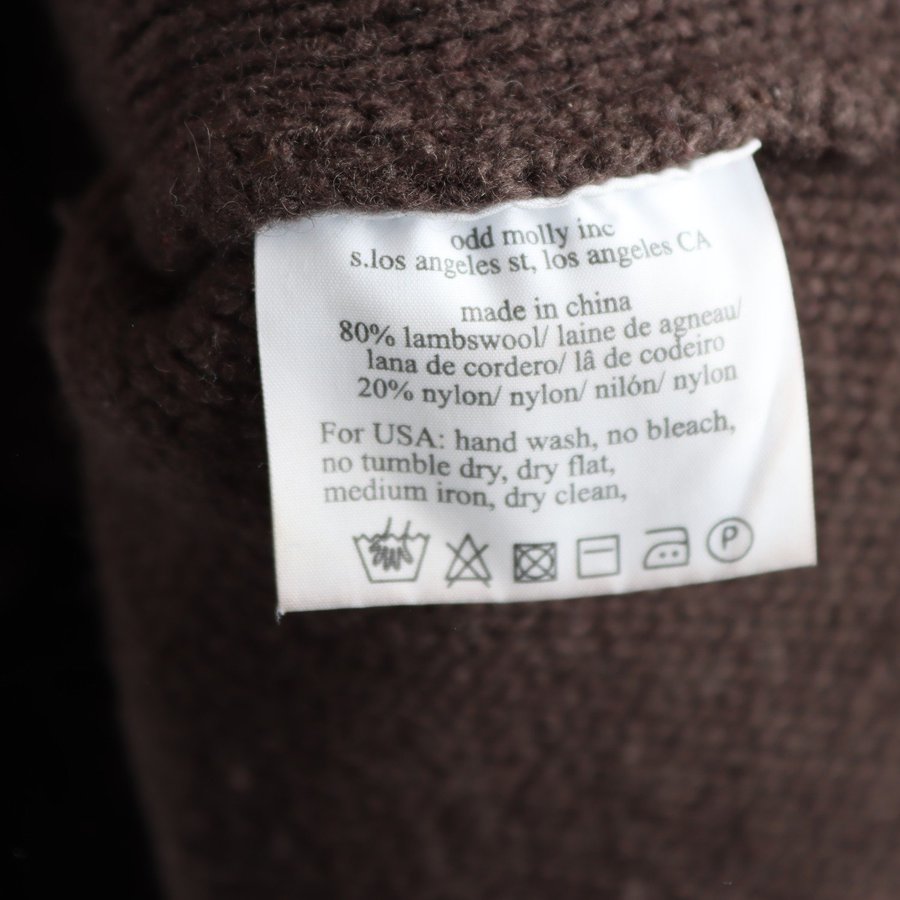 odd molly inc
s.los angeles st, los angeles CA
made in china
80% lambswool/ laine de agneau/
lana de cordero/ lâ de codeiro
20% nylon/ nylon/ nilón/ nylon
For USA: hand wash, no bleach,
no tumble dry, dry flat,
medium iron, dry clean,
P